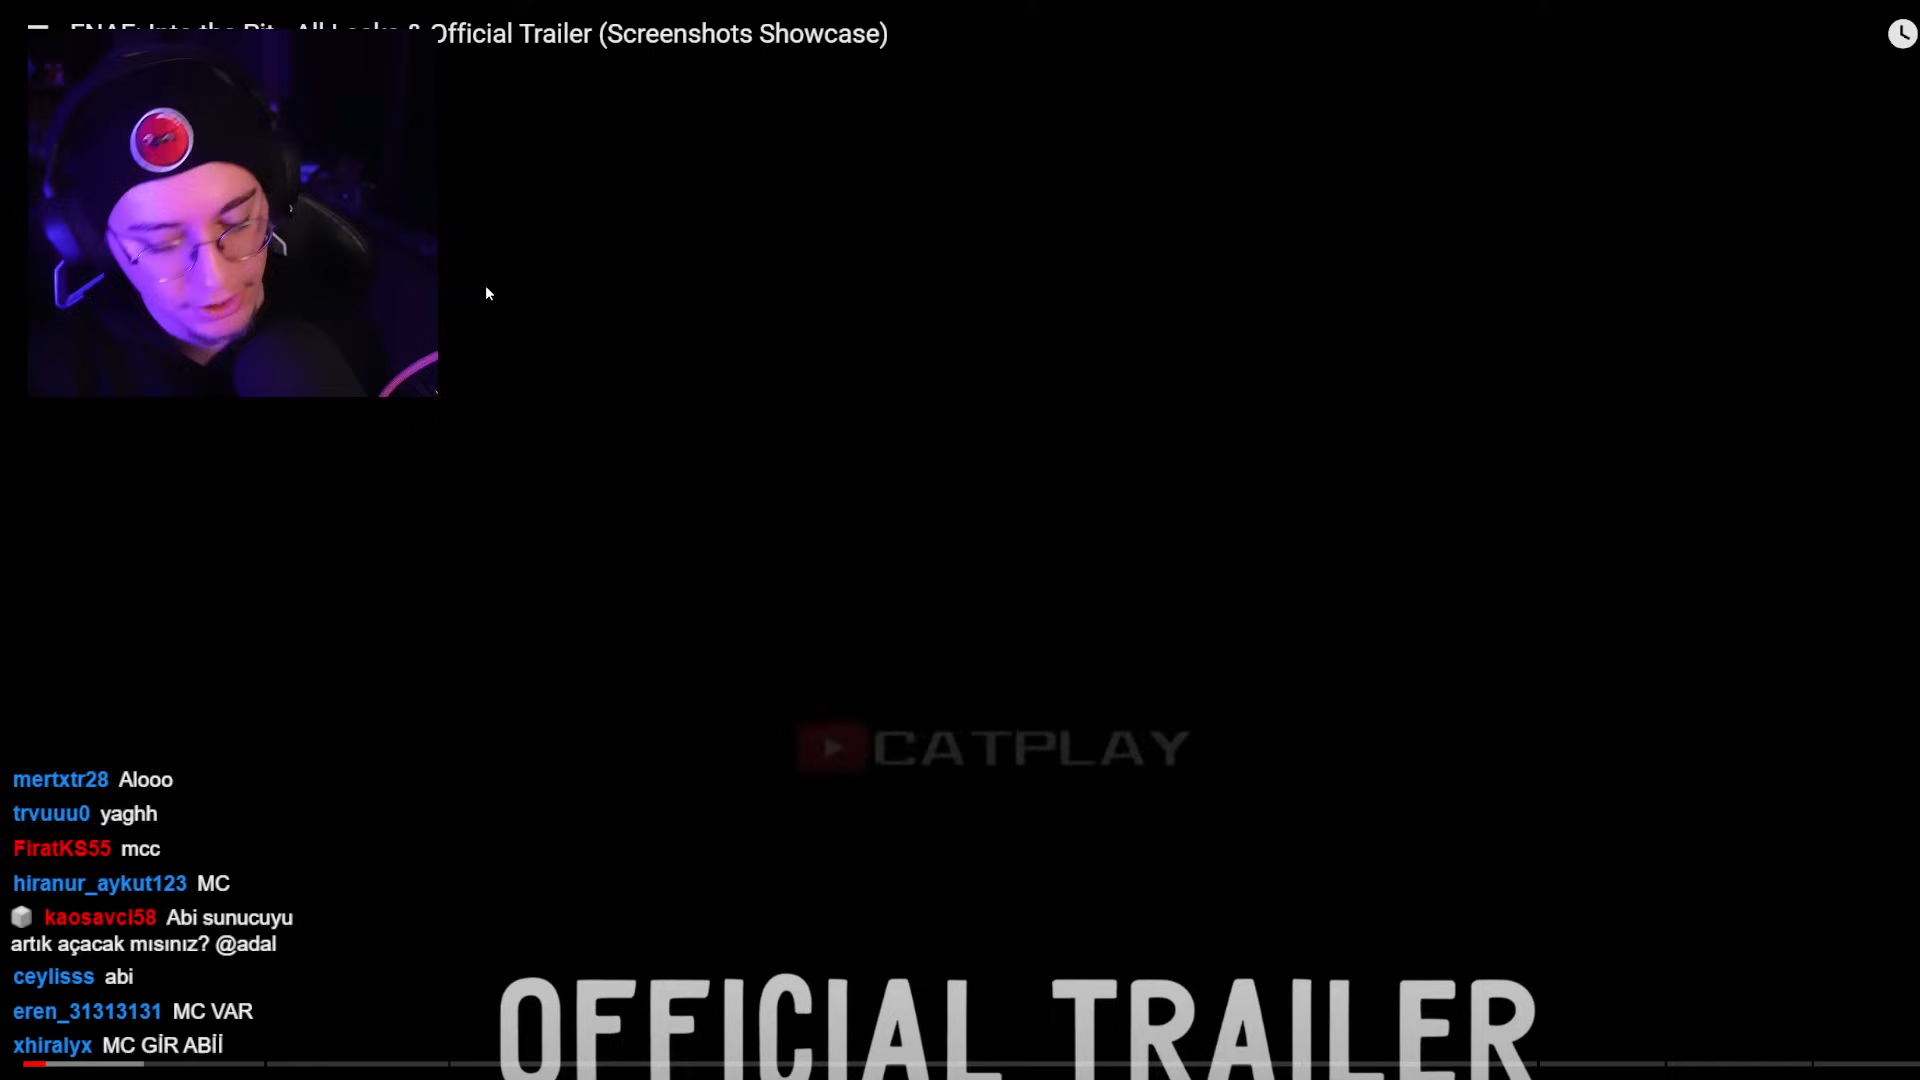 Official Trailer (Screenshots Showcase)
CATPLAY
mertxtr28 Alooo
trvuuu0 yaghh
FiratKS55 mcc
hiranur_aykut123 MC
kaosavci58 Abi sunucuyu
artık açacak mısınız? @adal
ceylisss abi
eren_31313131 MC VAR
xhiralyx MC GİR ABİİ
OFFICIAL TRAILER